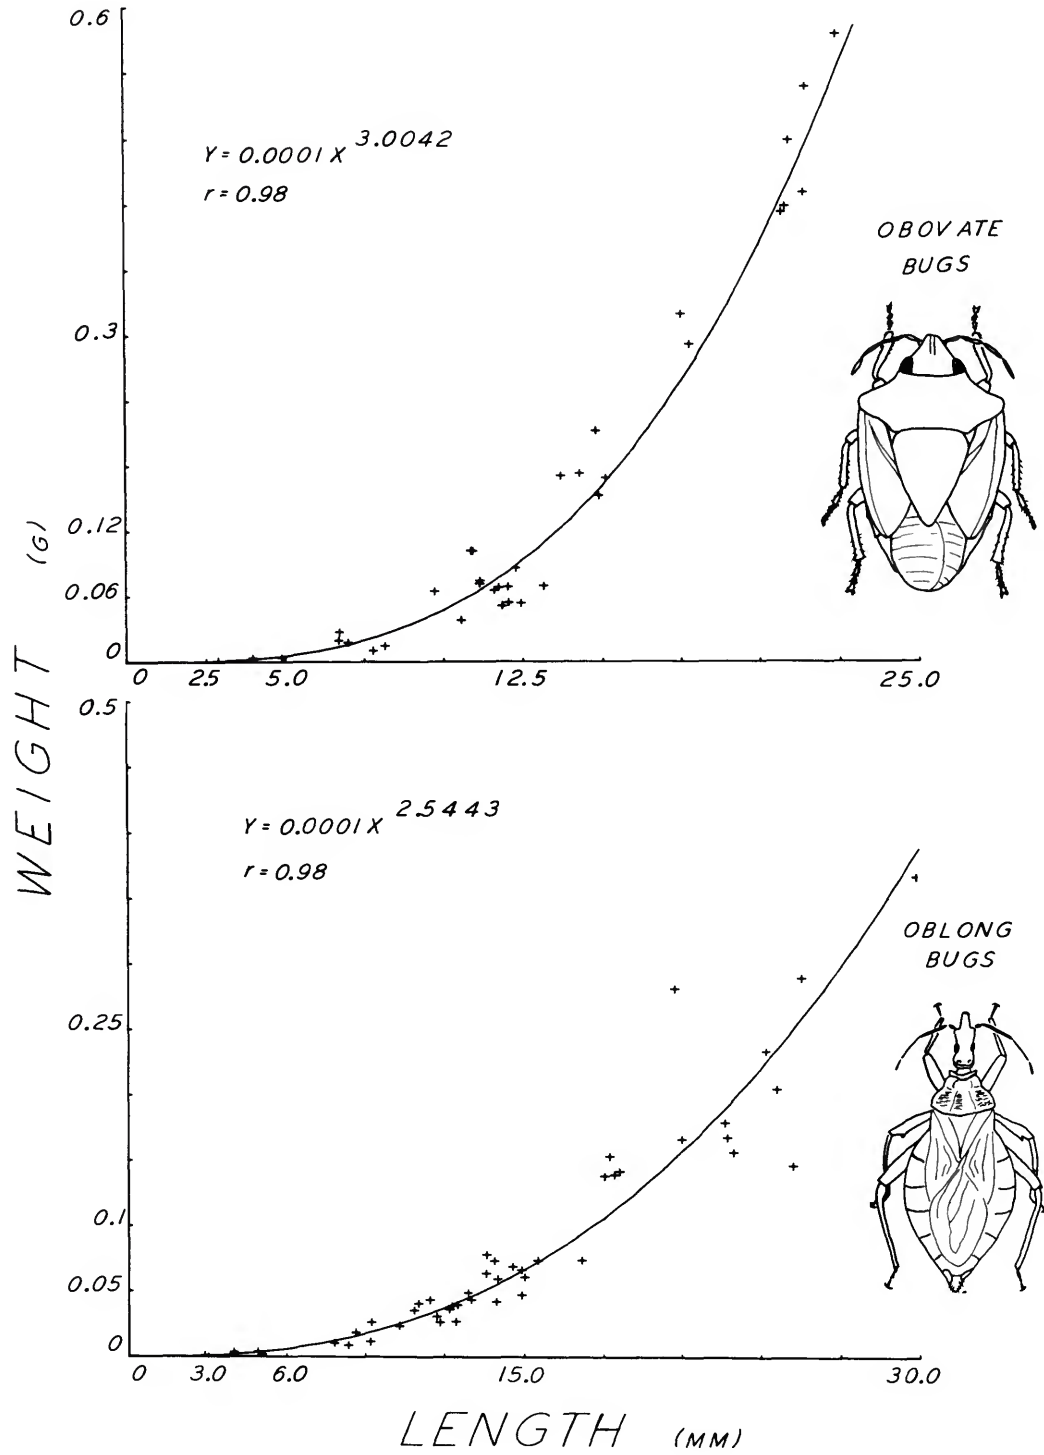 0.6
Y = 0.0001 X 3.0042
r = 0.98
OBOVATE
BUGS
0.3
0.12
0.06
0
0 2.5 5.0 12.5 25.0
WEIGHT (G)
0.5
Y = 0.0001 X 2.5443
r = 0.98
OBLONG
BUGS
0.25
0.1
0.05
0
0 3.0 6.0 15.0 30.0
LENGTH (MM)